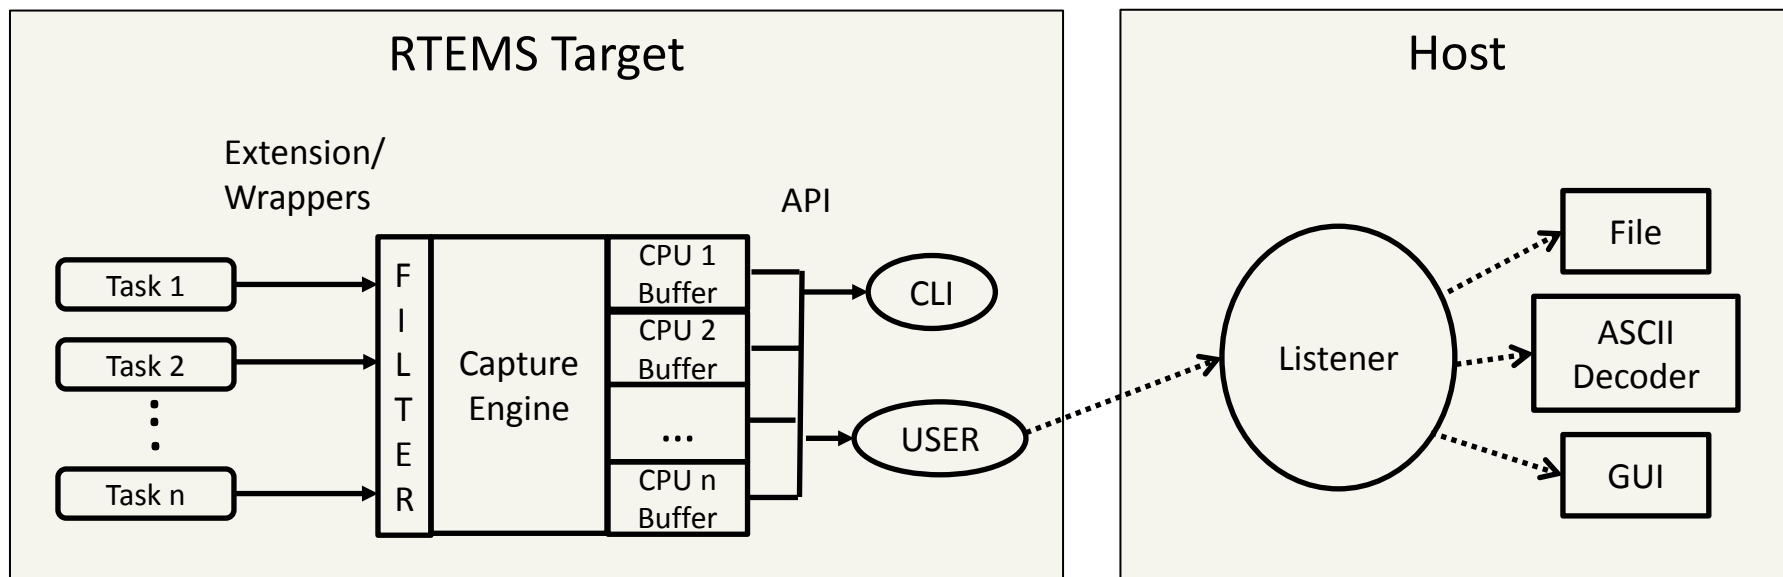 RTEMS Target
Extension/
Wrappers
API
Task 1
Task 2
Task n
F
I
L
T
E
R
Capture
Engine
CPU 1
Buffer
CPU 2
Buffer
...
CPU n
Buffer
CLI
USER
Host
Listener
File
ASCII
Decoder
GUI